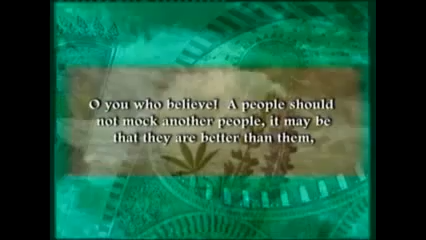 O you who believe! A people should
not mock another people, it may be
that they are better than them,